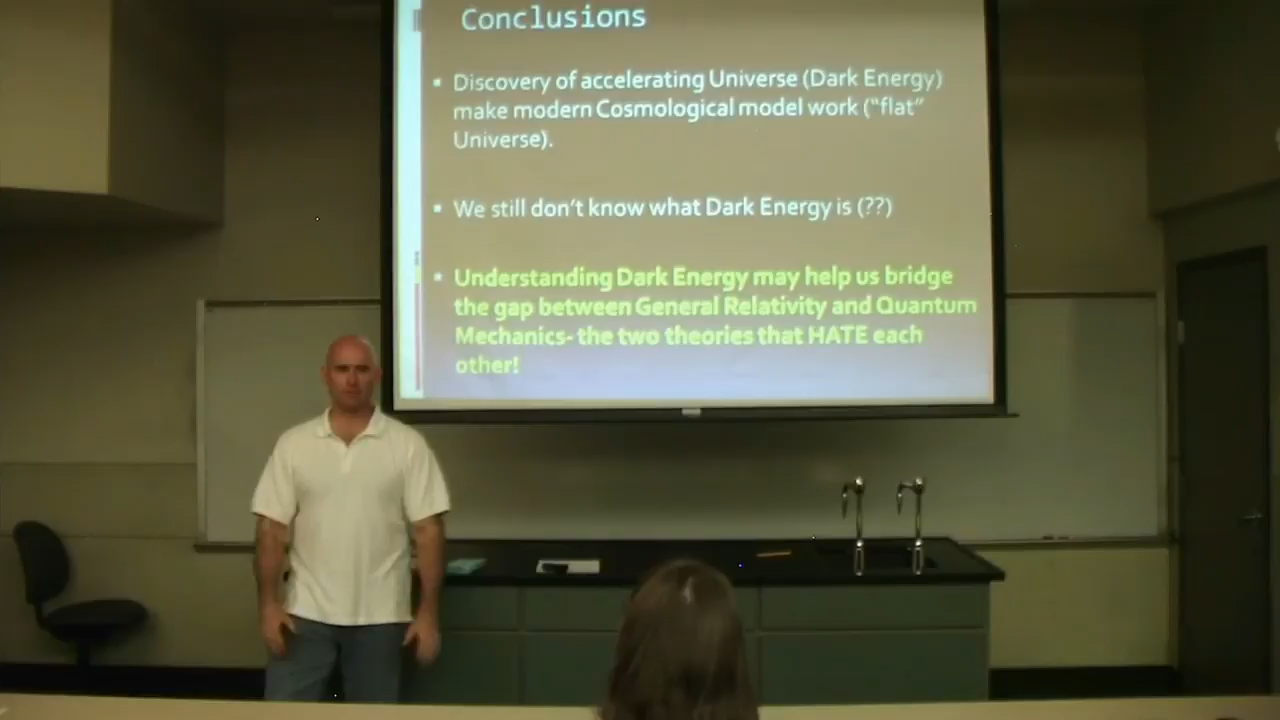 Conclusions
Discovery of accelerating Universe (Dark Energy)
make modern Cosmological model work ("flat"
Universe).
We still don't know what Dark Energy is (??)
Understanding Dark Energy may help us bridge
the gap between General Relativity and Quantum
Mechanics- the two theories that HATE each
other!